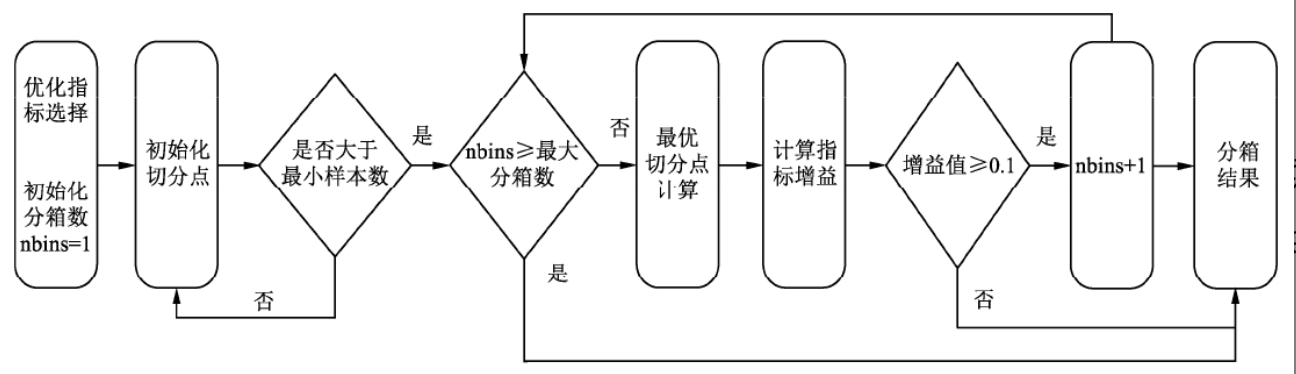 优化指
标选择
初始化
分箱数
nbins=1
初始化
切分点
是否大于
最小样本数
否
是
nbins≥最大
分箱数
否
是
最优
切分点
计算
计算指
标增益
增益值≥0.1
是
否
nbins+1
分箱
结果